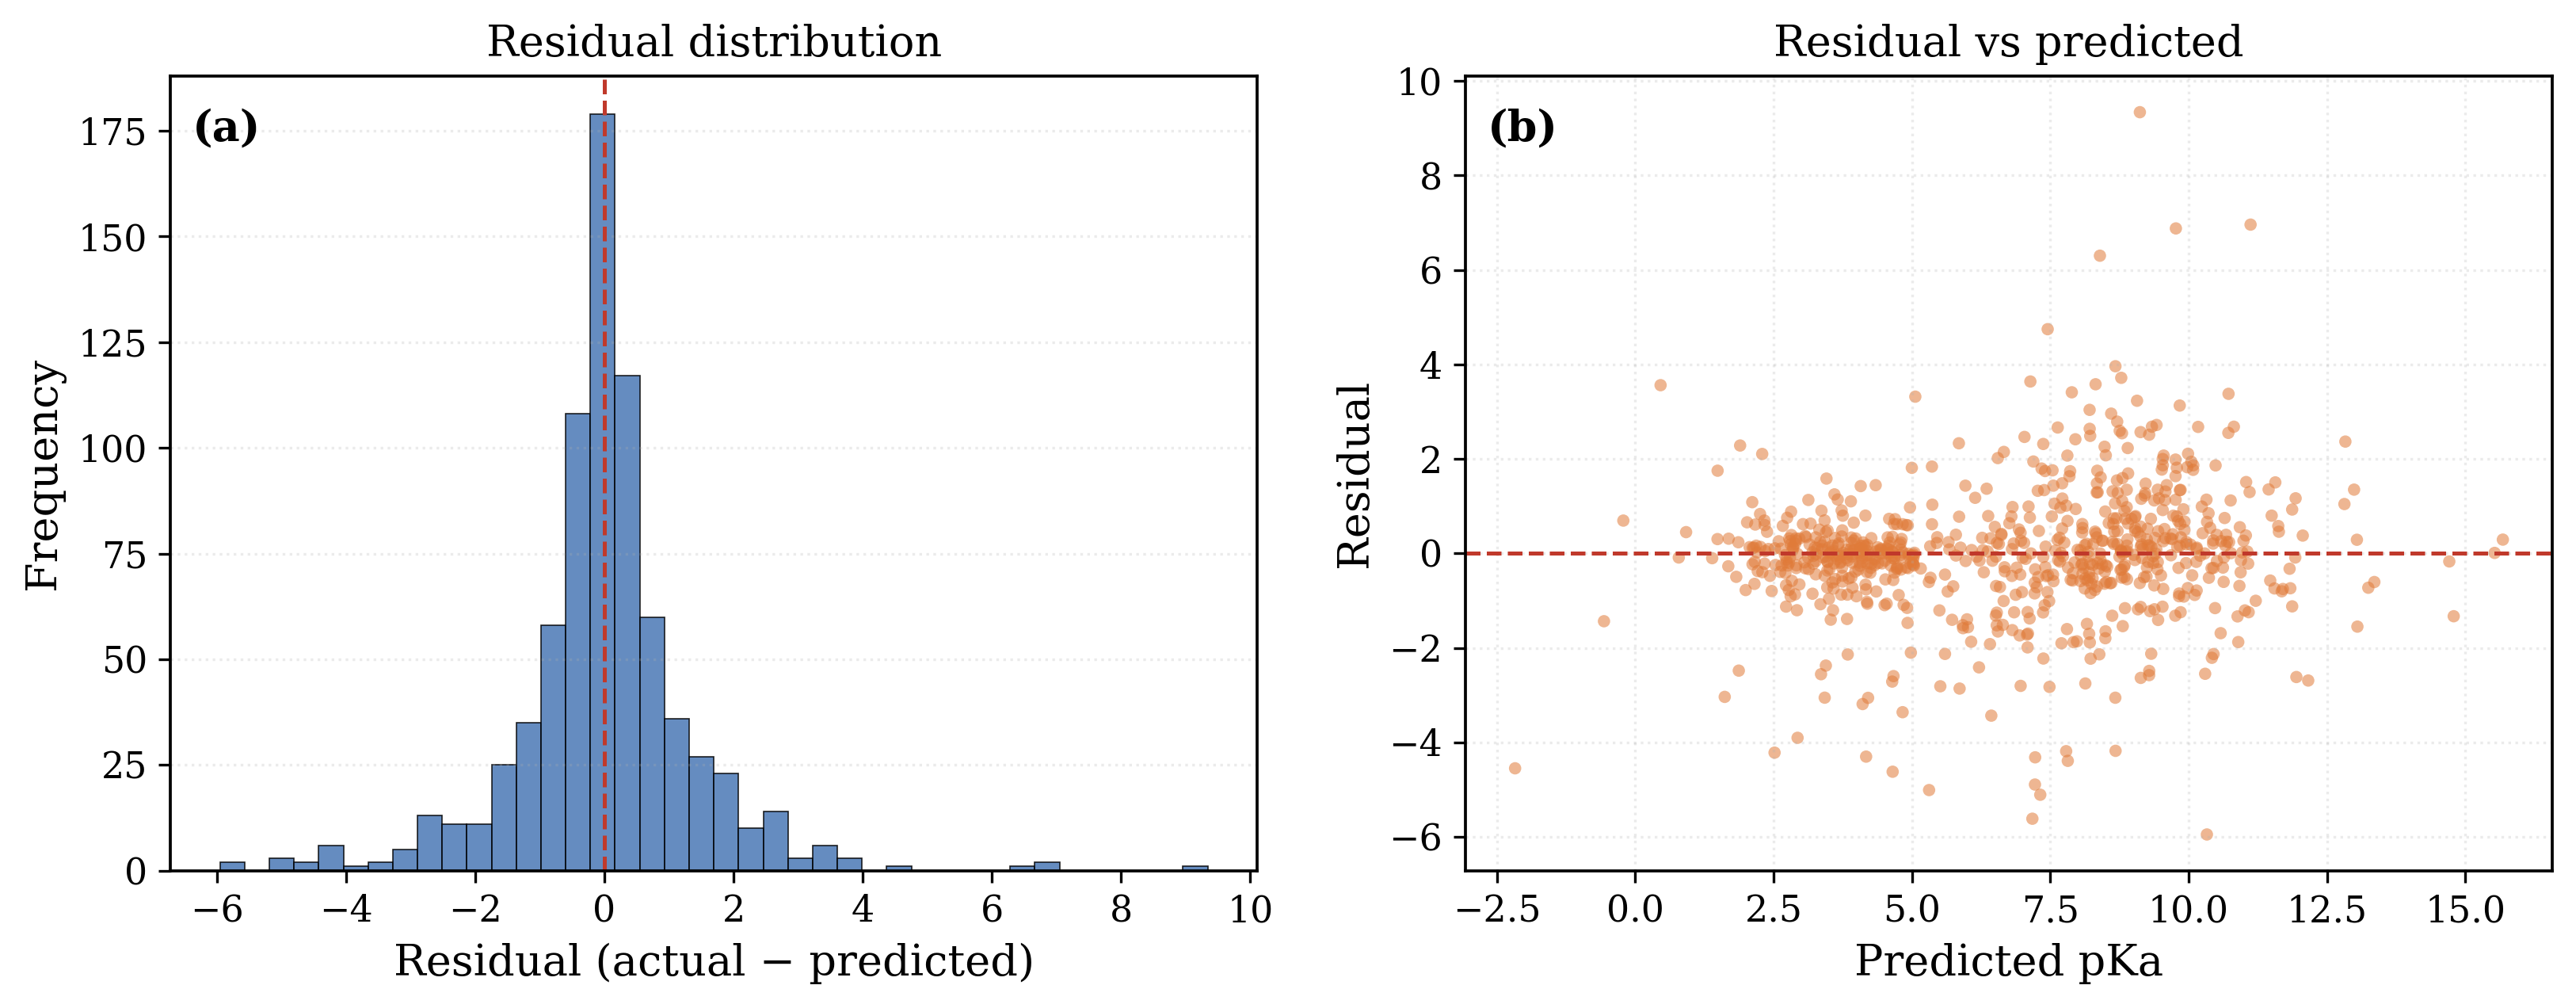 Residual distribution
(a)
175
150
125
100
75
50
25
0
Frequency
−6 −4 −2 0 2 4 6 8 10
Residual (actual − predicted)
Residual vs predicted
(b)
10
8
6
4
2
0
−2
−4
−6
Residual
−2.5 0.0 2.5 5.0 7.5 10.0 12.5 15.0
Predicted pKa